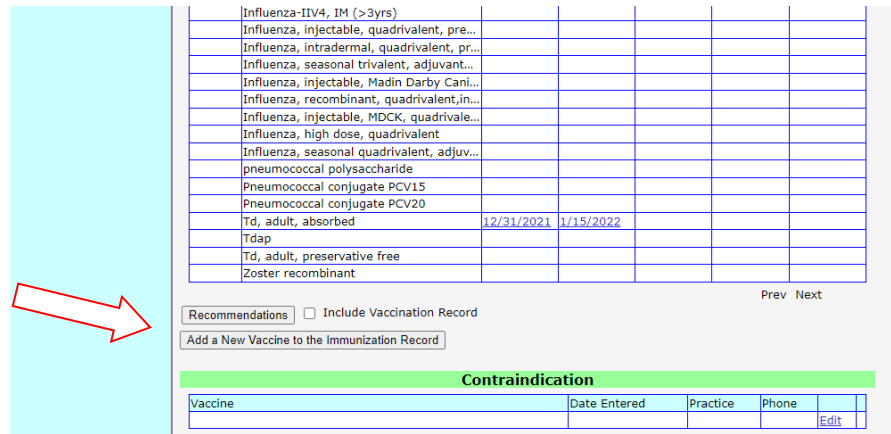 Influenza-IIV4, IM (>3yrs)
Influenza, injectable, quadrivalent, pre...
Influenza, intradermal, quadrivalent, pr...
Influenza, seasonal trivalent, adjuvant...
Influenza, injectable, Madin Darby Cani...
Influenza, recombinant, quadrivalent,in...
Influenza, injectable, MDCK, quadrivale...
Influenza, high dose, quadrivalent
Influenza, seasonal quadrivalent, adjuv...
pneumococcal polysaccharide
Pneumococcal conjugate PCV15
Pneumococcal conjugate PCV20
Td, adult, absorbed 12/31/2021 1/15/2022
Tdap
Td, adult, preservative free
Zoster recombinant
Prev Next
Recommendations Include Vaccination Record
Add a New Vaccine to the Immunization Record
Contraindication
Vaccine Date Entered Practice Phone
Edit